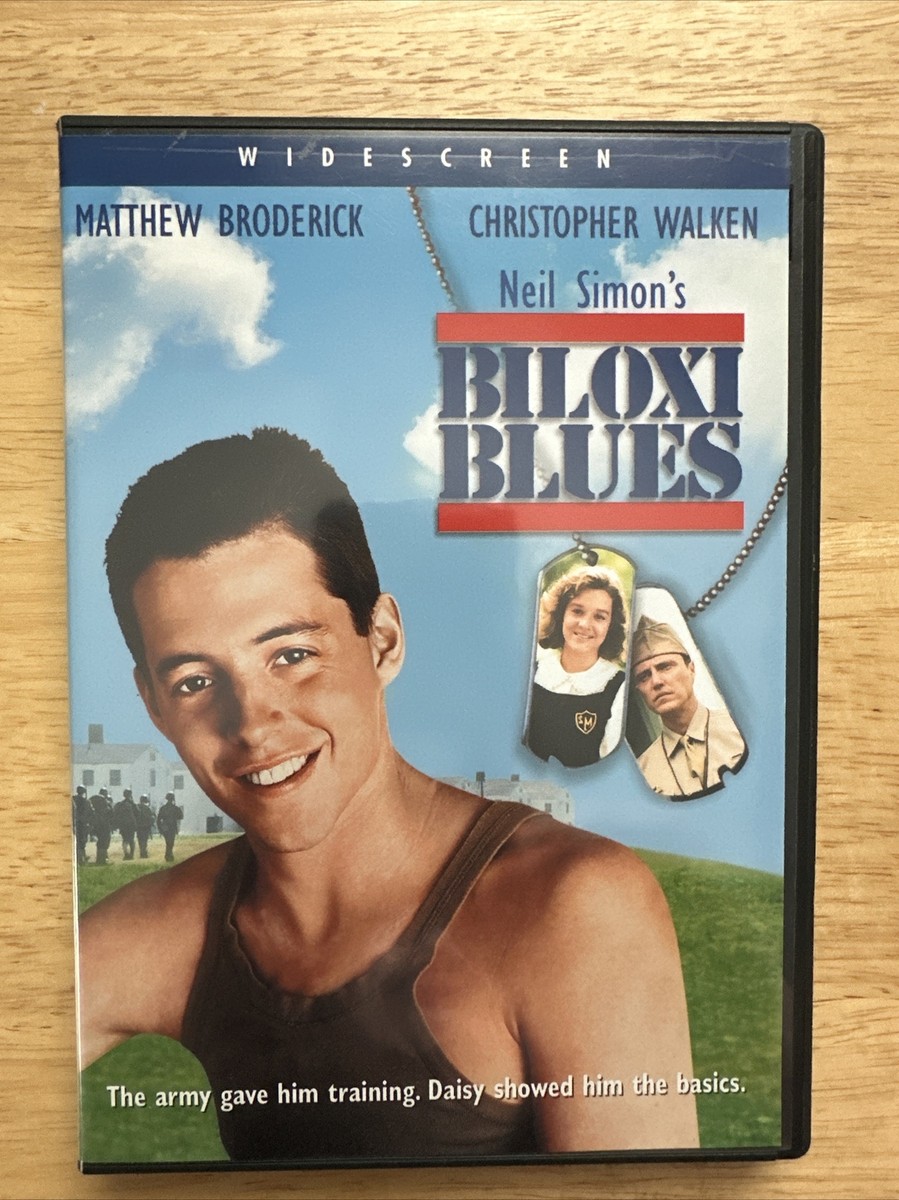 WIDESCREEN
MATTHEW BRODERICK
CHRISTOPHER WALKEN
Neil Simon's
BILOXI
BLUES
SM
The army gave him training. Daisy showed him the basics.